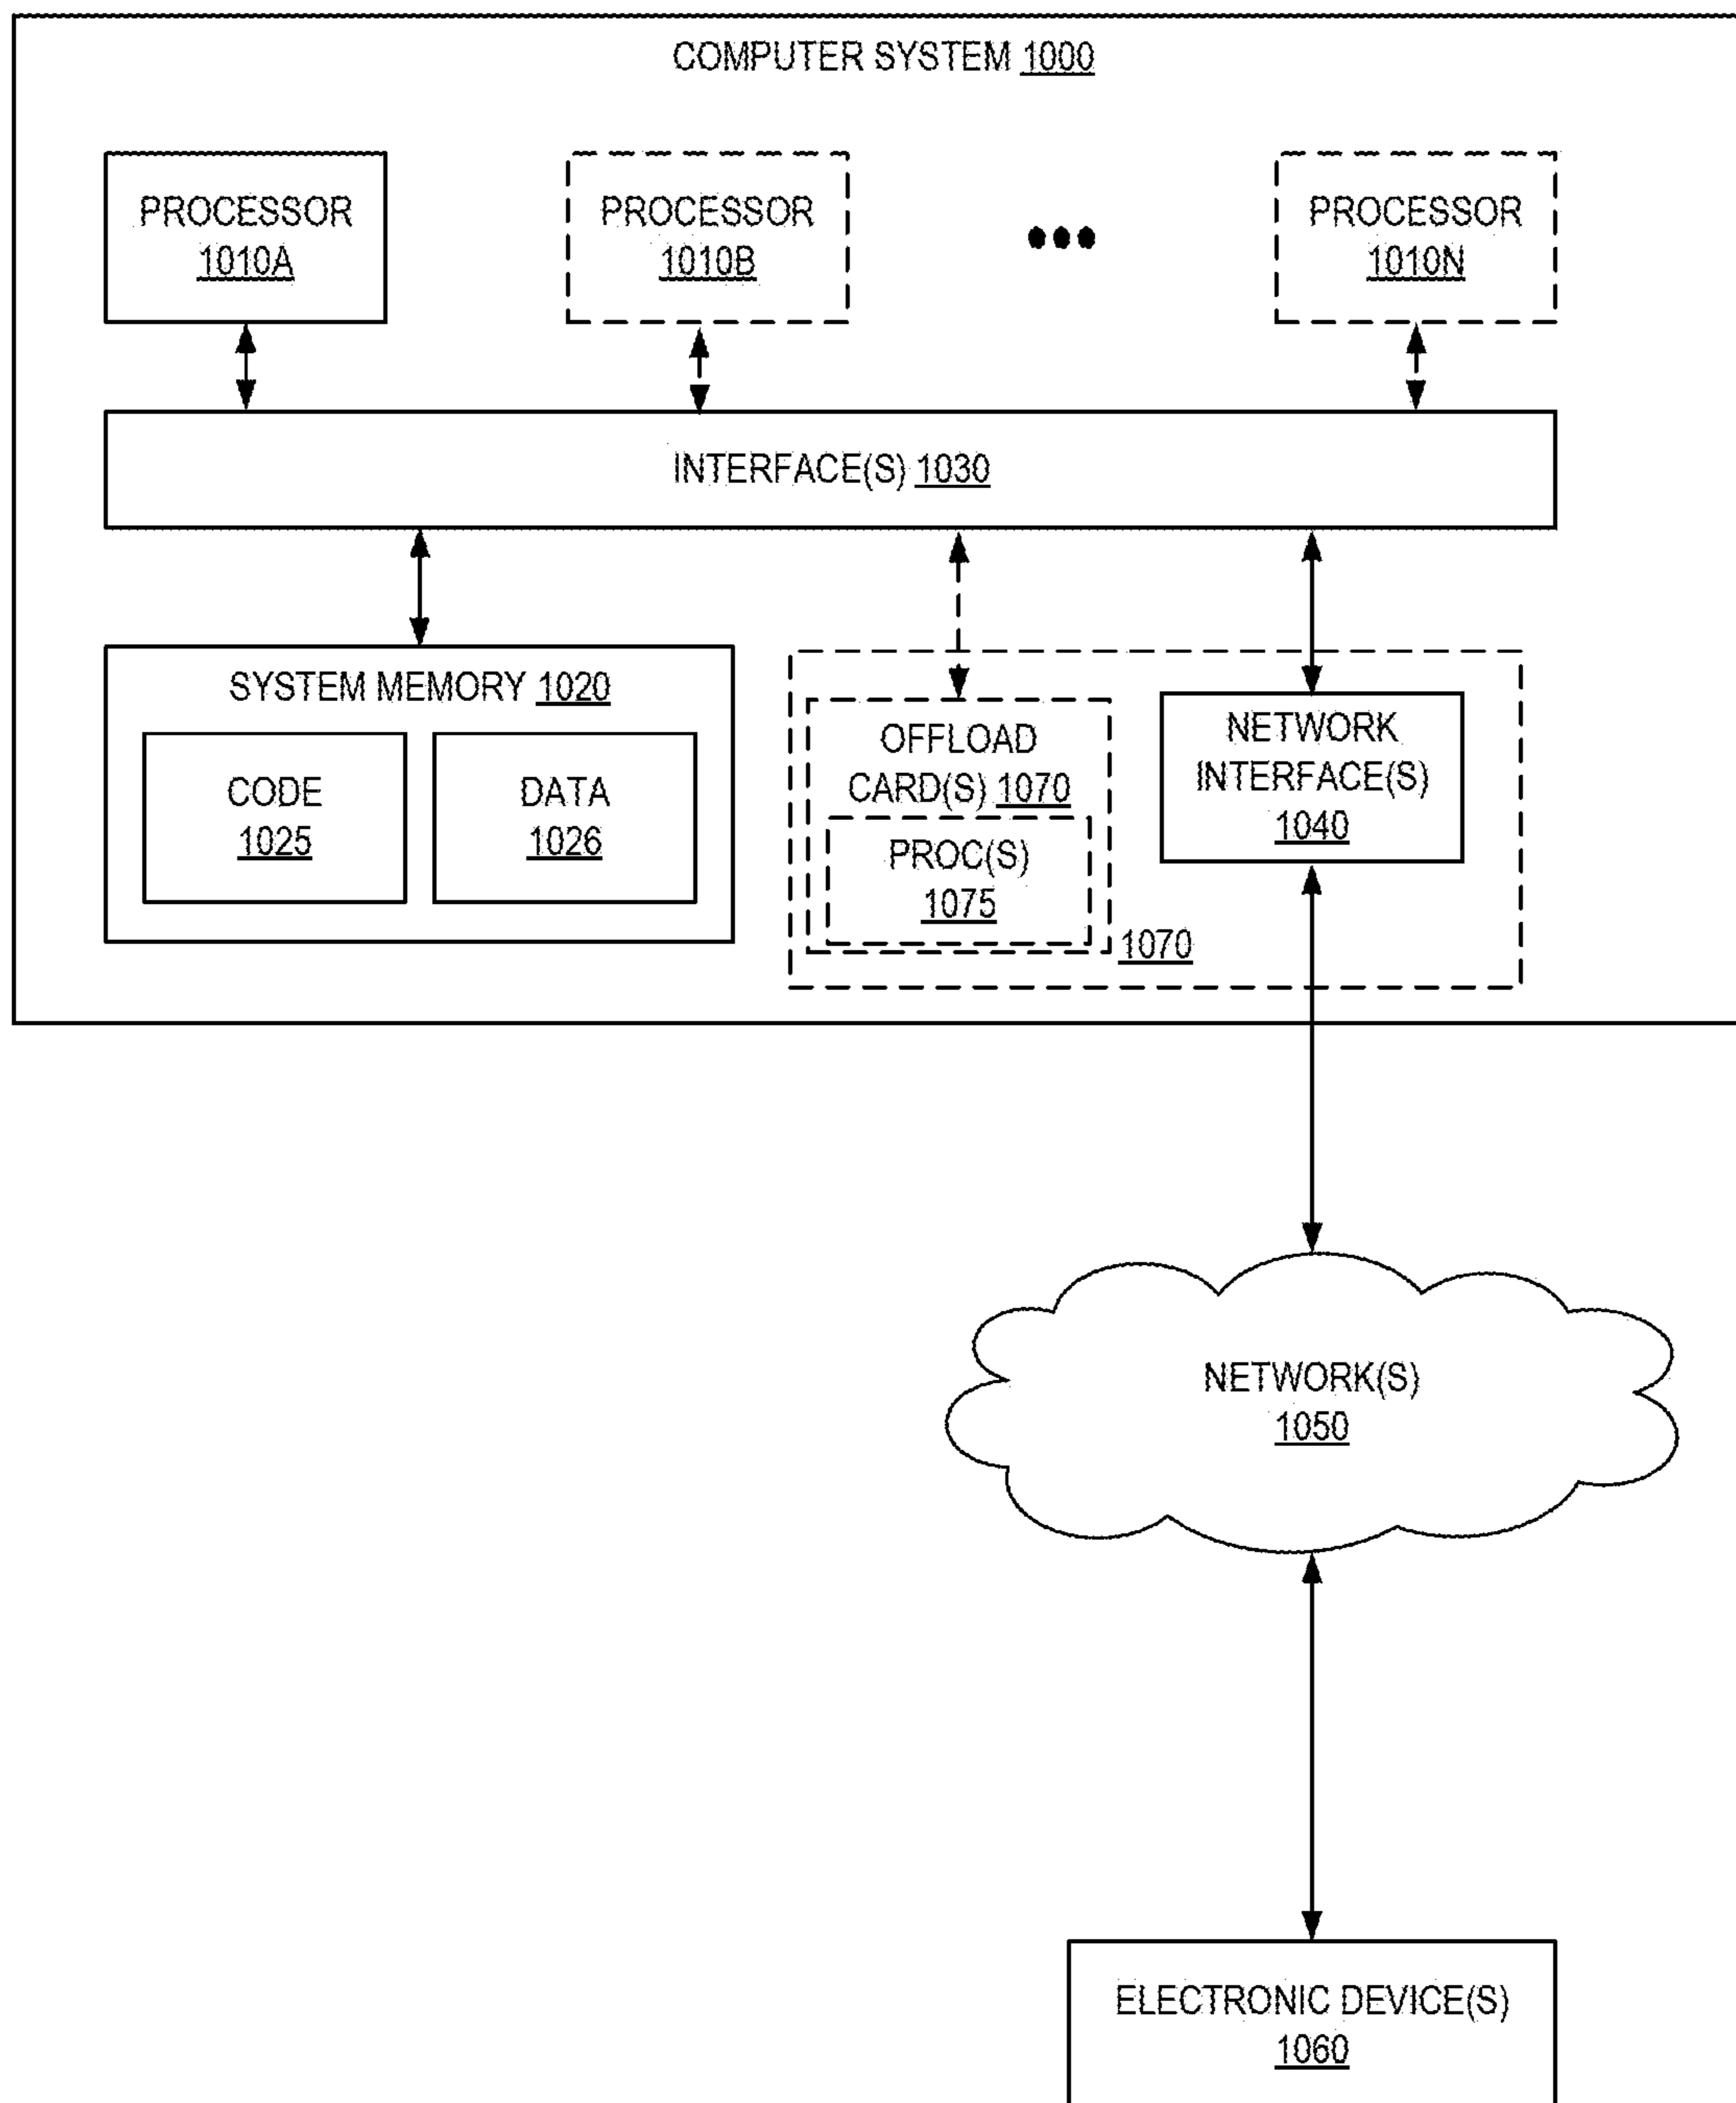 COMPUTER SYSTEM 1000
PROCESSOR
1010A
PROCESSOR
1010B
PROCESSOR
1010N
INTERFACE(S) 1030
SYSTEM MEMORY 1020
CODE
1025
DATA
1026
OFFLOAD
CARD(S) 1070
PROC(S)
1075
1070
NETWORK
INTERFACE(S)
1040
NETWORK(S)
1050
ELECTRONIC DEVICE(S)
1060